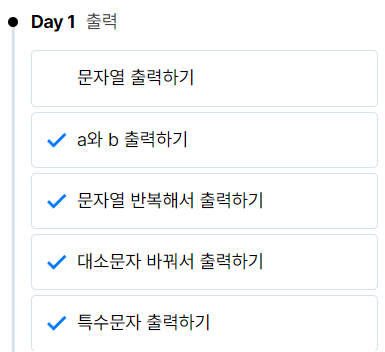 Day 1 출력
문자열 출력하기
a와 b 출력하기
문자열 반복해서 출력하기
대소문자 바꿔서 출력하기
특수문자 출력하기